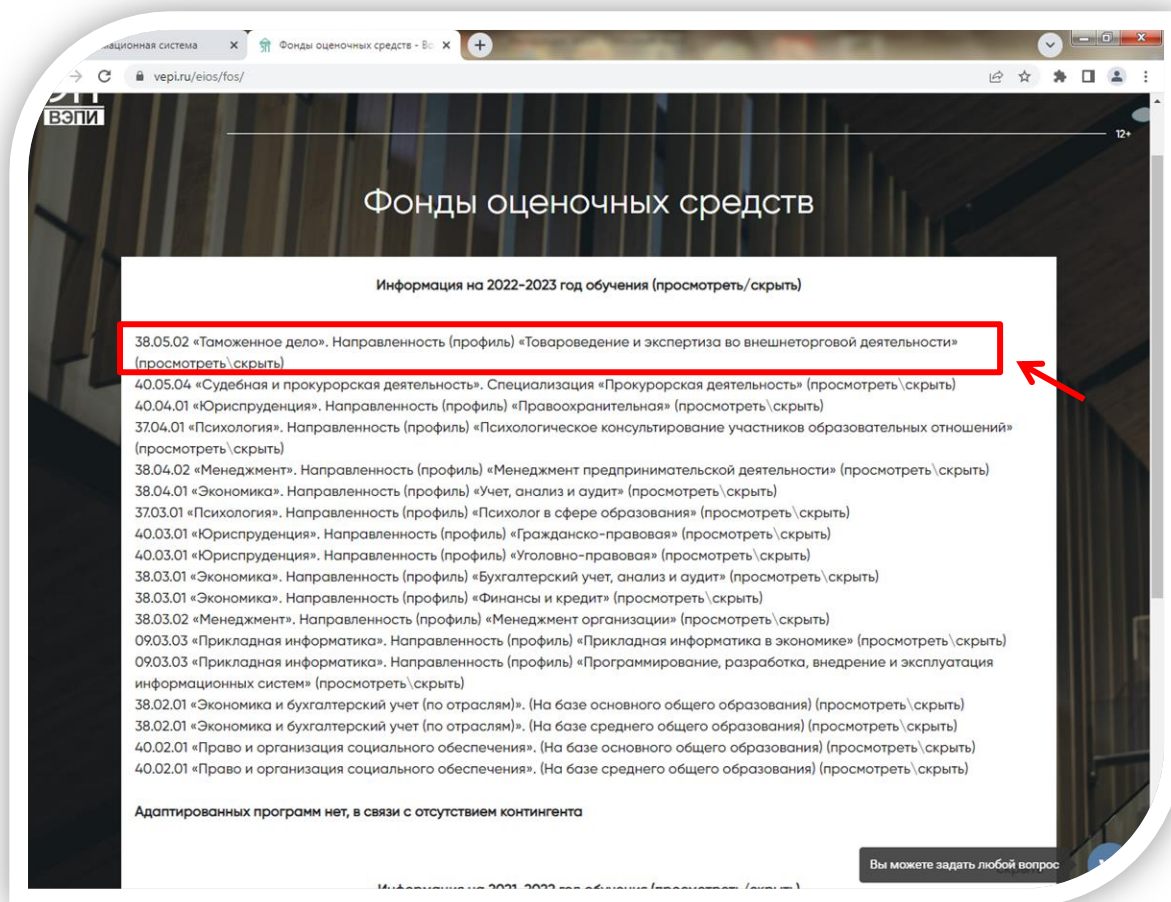 ационная система
Фонды оценочных средств - Вс
vepi.ru/eios/fos/
ВЭПИ
12+
Фонды оценочных средств
Информация на 2022-2023 год обучения (просмотреть/скрыть)
38.05.02 «Таможенное дело». Направленность (профиль) «Товароведение и экспертиза во внешнеторговой деятельности»
(просмотреть\скрыть)
40.05.04 «Судебная и прокурорская деятельность». Специализация «Прокурорская деятельность» (просмотреть\скрыть)
40.04.01 «Юриспруденция». Направленность (профиль) «Правоохранительная» (просмотреть\скрыть)
37.04.01 «Психология». Направленность (профиль) «Психологическое консультирование участников образовательных отношений»
(просмотреть\скрыть)
38.04.02 «Менеджмент». Направленность (профиль) «Менеджмент предпринимательской деятельности» (просмотреть\скрыть)
38.04.01 «Экономика». Направленность (профиль) «Учет, анализ и аудит» (просмотреть\скрыть)
37.03.01 «Психология». Направленность (профиль) «Психолог в сфере образования» (просмотреть\скрыть)
40.03.01 «Юриспруденция». Направленность (профиль) «Гражданско-правовая» (просмотреть\скрыть)
40.03.01 «Юриспруденция». Направленность (профиль) «Уголовно-правовая» (просмотреть\скрыть)
38.03.01 «Экономика». Направленность (профиль) «Бухгалтерский учет, анализ и аудит» (просмотреть\скрыть)
38.03.01 «Экономика». Направленность (профиль) «Финансы и кредит» (просмотреть\скрыть)
38.03.02 «Менеджмент». Направленность (профиль) «Менеджмент организации» (просмотреть\скрыть)
09.03.03 «Прикладная информатика». Направленность (профиль) «Прикладная информатика в экономике» (просмотреть\скрыть)
09.03.03 «Прикладная информатика». Направленность (профиль) «Программирование, разработка, внедрение и эксплуатация
информационных систем» (просмотреть\скрыть)
38.02.01 «Экономика и бухгалтерский учет (по отраслям)». (На базе основного общего образования) (просмотреть\скрыть)
38.02.01 «Экономика и бухгалтерский учет (по отраслям)». (На базе среднего общего образования) (просмотреть\скрыть)
40.02.01 «Право и организация социального обеспечения». (На базе основного общего образования) (просмотреть\скрыть)
40.02.01 «Право и организация социального обеспечения». (На базе среднего общего образования) (просмотреть\скрыть)
Адаптированных программ нет, в связи с отсутствием контингента
Вы можете задать любой вопрос
скрыть
Информация на 2021-2022 год обучения (просмотреть/скрыть)